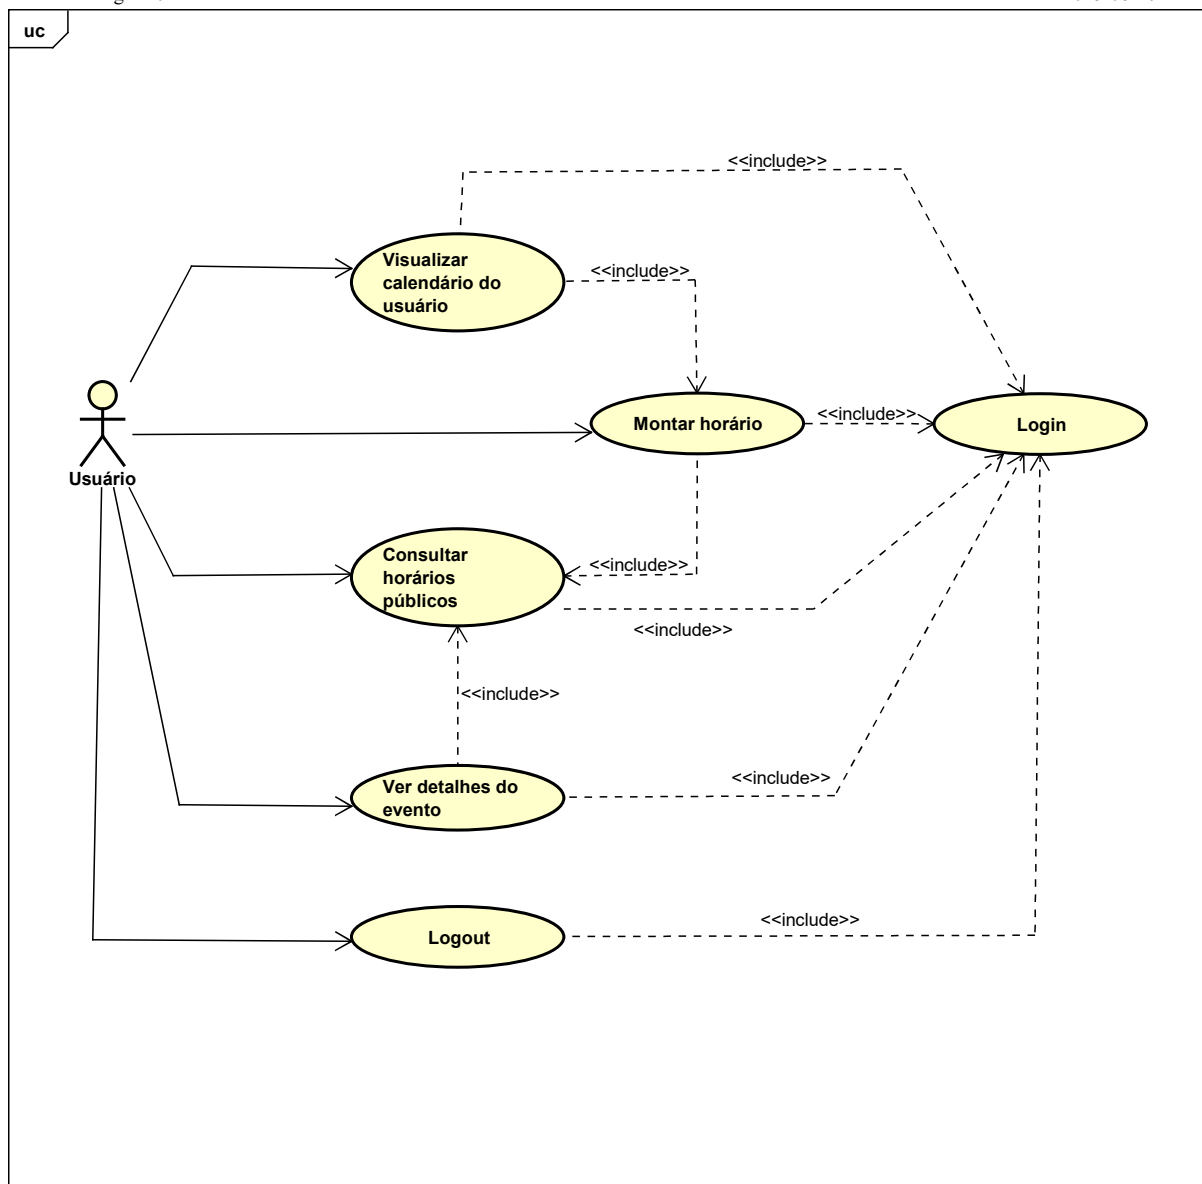 uc
<<include>>
Visualizar
calendário do
usuário
<<include>>
Montar horário
<<include>>
Login
Usuário
Consultar
horários
públicos
<<include>>
<<include>>
<<include>>
Ver detalhes do
evento
<<include>>
Logout
<<include>>